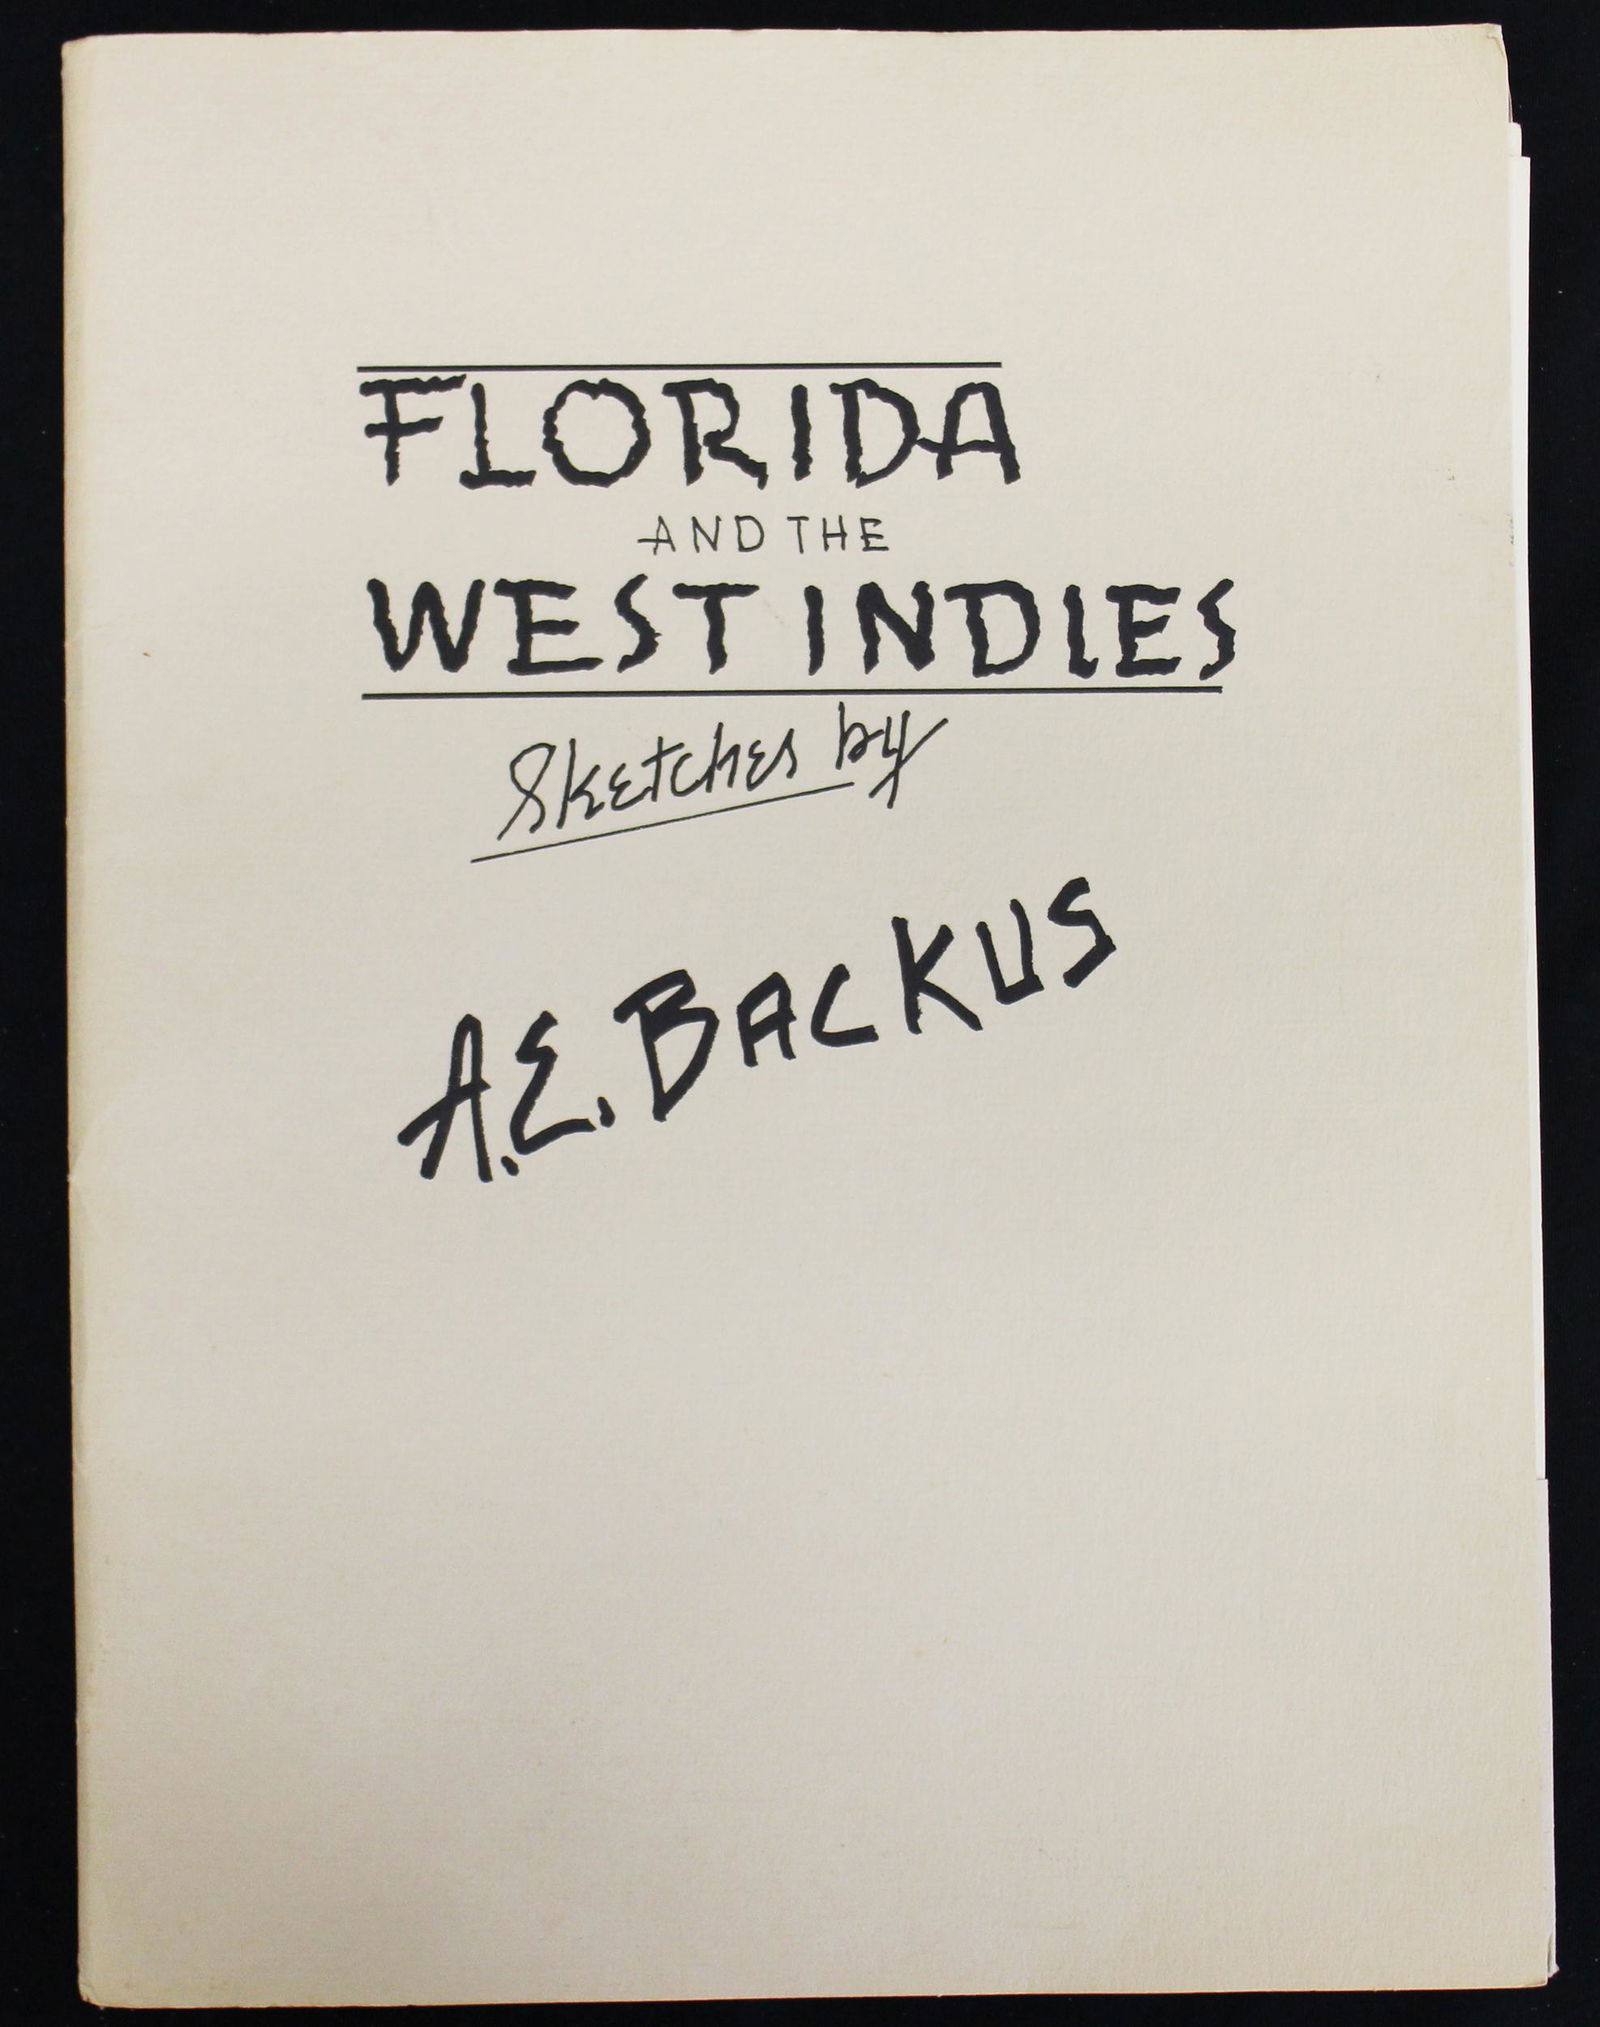 FLORIDA
AND THE
WEST INDIES
Sketches by
A.E. BACKUS